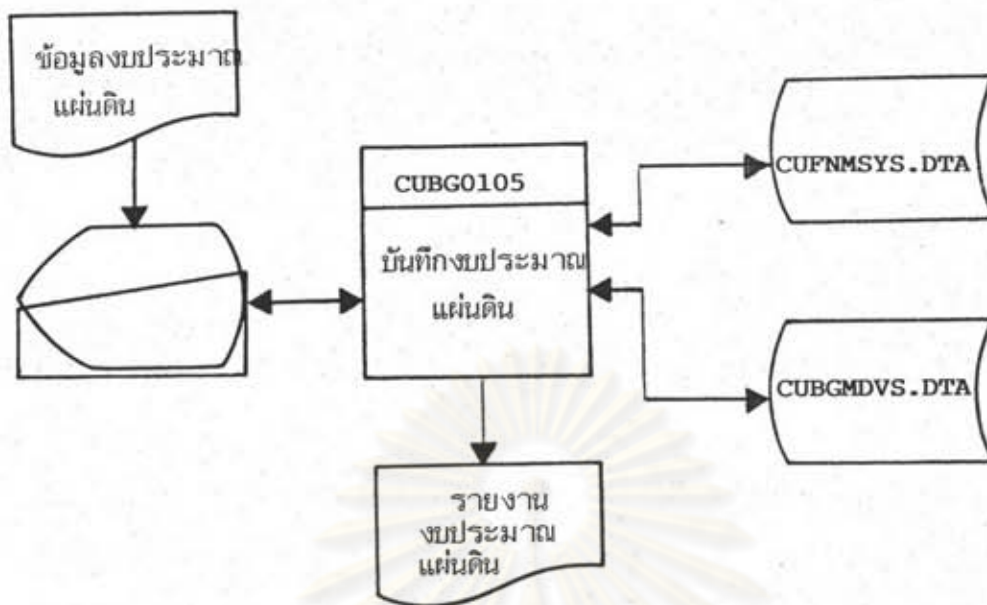 ข้อมูลงบประมาณ
แผ่นดิน
CUBG0105
บันทึกงบประมาณ
แผ่นดิน
CUFNMSYS.DTA
CUBGMDVS.DTA
รายงาน
งบประมาณ
แผ่นดิน